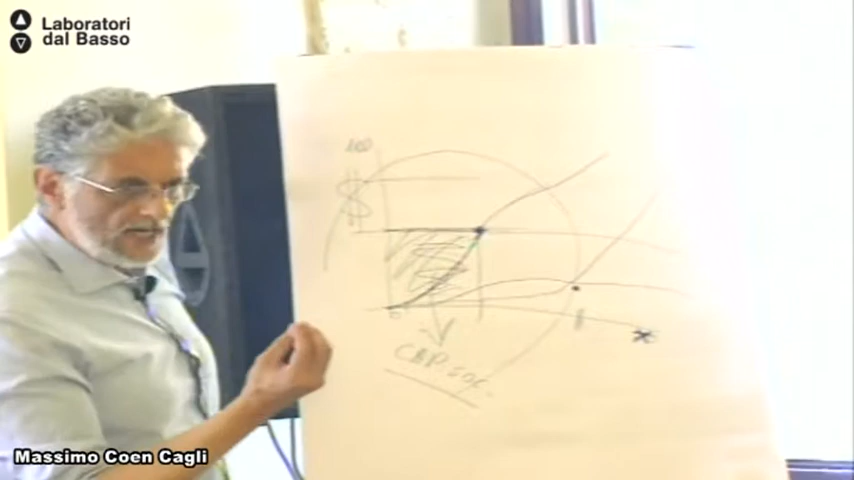 Laboratori
dal Basso
100
$
CAP. SOC.
Massimo Coen Cagli